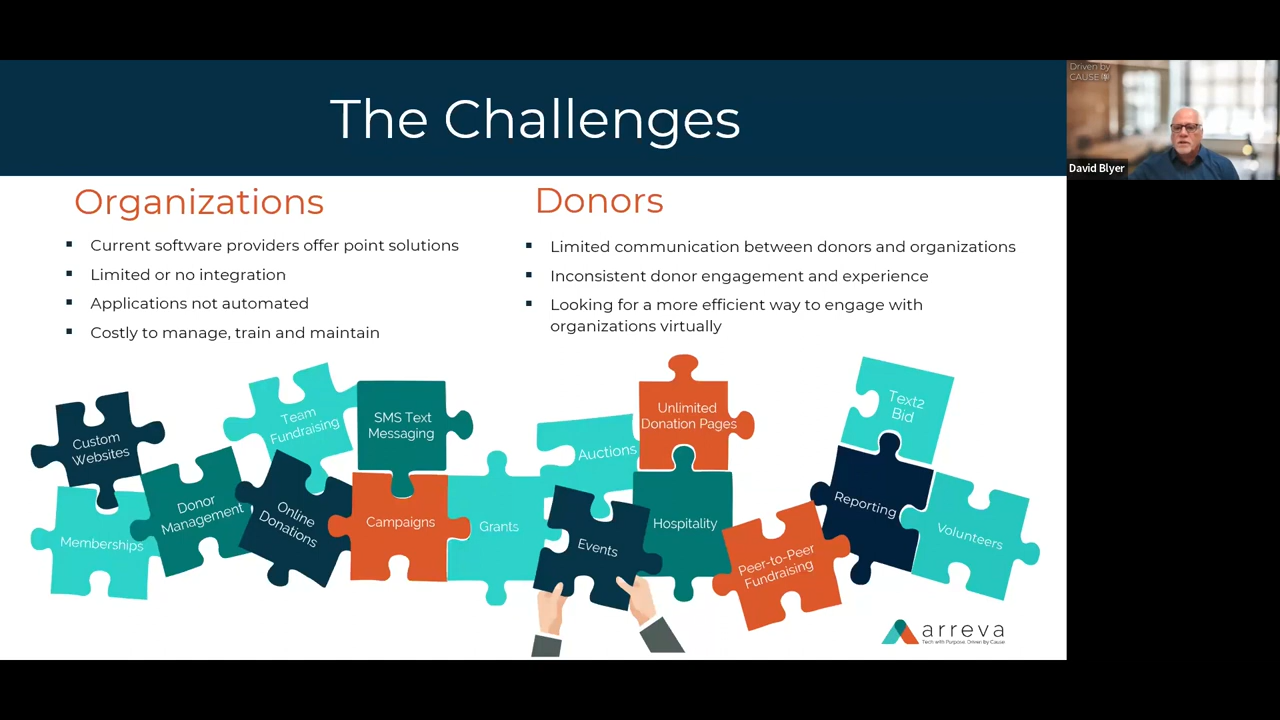 The Challenges
Driven by
CAUSE
David Blyer
Organizations
Current software providers offer point solutions
Limited or no integration
Applications not automated
Costly to manage, train and maintain
Donors
Limited communication between donors and organizations
Inconsistent donor engagement and experience
Looking for a more efficient way to engage with
organizations virtually
Custom
Websites
Memberships
Donor
Management
Team
Fundraising
Online
Donations
SMS Text
Messaging
Campaigns
Grants
Auctions
Events
Unlimited
Donation Pages
Hospitality
Peer-to-Peer
Fundraising
Text2
Bid
Reporting
Volunteers
arreva
Tech with Purpose. Driven by Cause